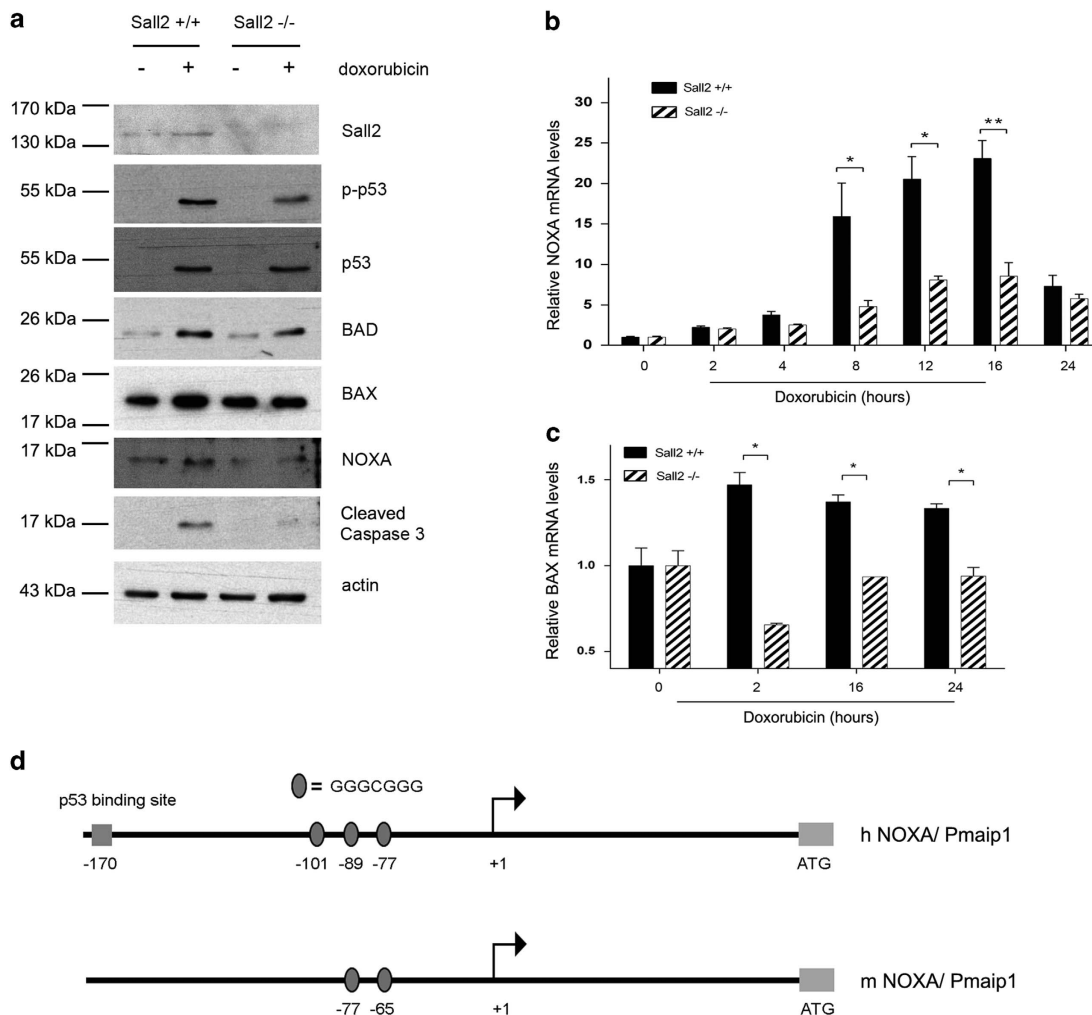 a
Sall2 +/+ Sall2 -/-
- + - + doxorubicin
170 kDa
130 kDa
Sall2
55 kDa
p-p53
55 kDa
p53
26 kDa
BAD
26 kDa
BAX
17 kDa
17 kDa
NOXA
17 kDa
Cleaved
Caspase 3
43 kDa
actin
b
Relative NOXA mRNA levels
Sall2 +/+
Sall2 -/-
30
25
20
15
10
5
0
* * **
0 2 4 8 12 16 24
Doxorubicin (hours)
c
Relative BAX mRNA levels
Sall2 +/+
Sall2 -/-
1.5
1.0
0.5
* * *
0 2 16 24
Doxorubicin (hours)
d
= GGGCGGG
p53 binding site
h NOXA/ Pmaip1
-170 -101 -89 -77 +1 ATG
m NOXA/ Pmaip1
-77 -65 +1 ATG